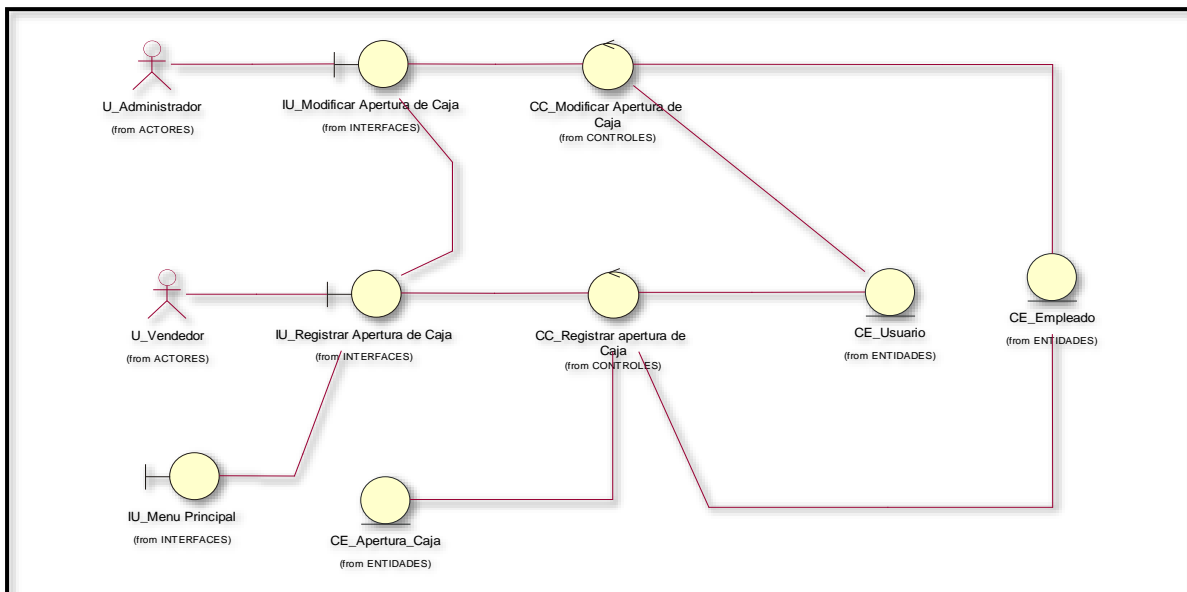 U_Administrador
(from ACTORES)
IU_Modificar Apertura de Caja
(from INTERFACES)
CC_Modificar Apertura de
Caja
(from CONTROLES)
U_Vendedor
(from ACTORES)
IU_Registrar Apertura de Caja
(from INTERFACES)
CC_Registrar apertura de
Caja
(from CONTROLES)
CE_Usuario
(from ENTIDADES)
CE_Empleado
(from ENTIDADES)
IU_Menu Principal
(from INTERFACES)
CE_Apertura_Caja
(from ENTIDADES)